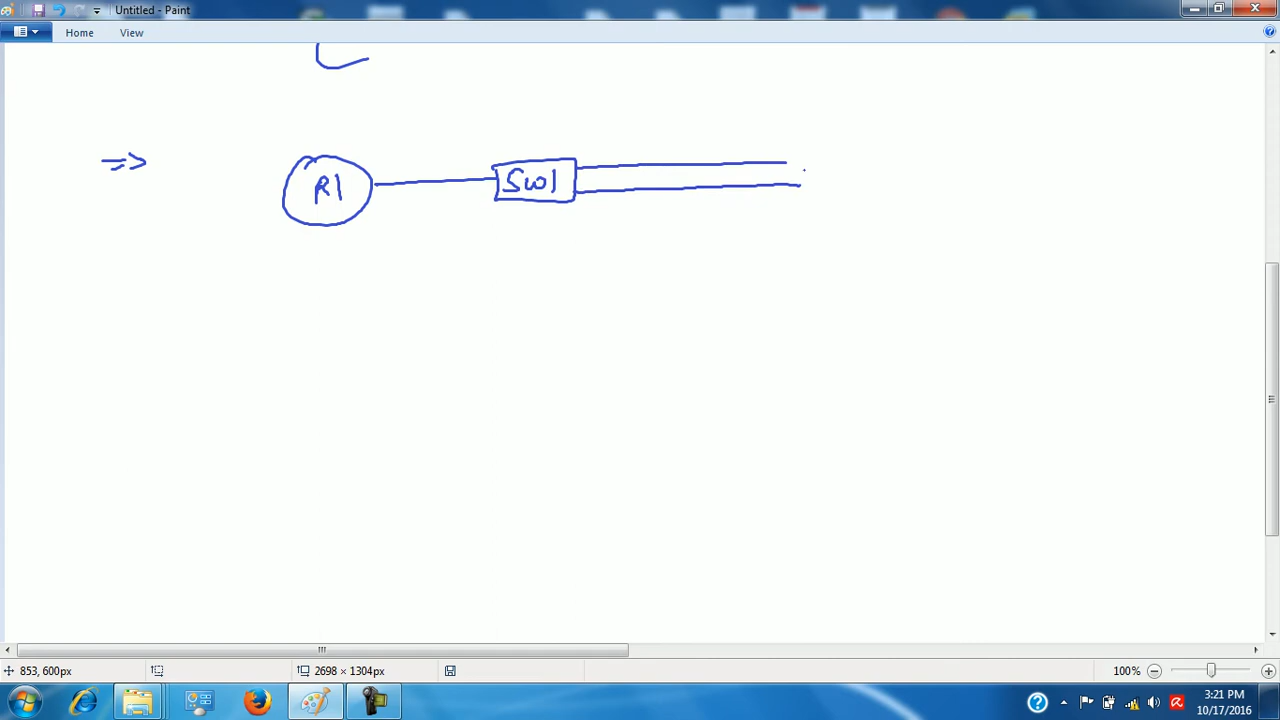 Untitled - Paint
Home View
=> R1 SW1
853, 600px 2698 × 1304px 100%
3:21 PM
10/17/2016